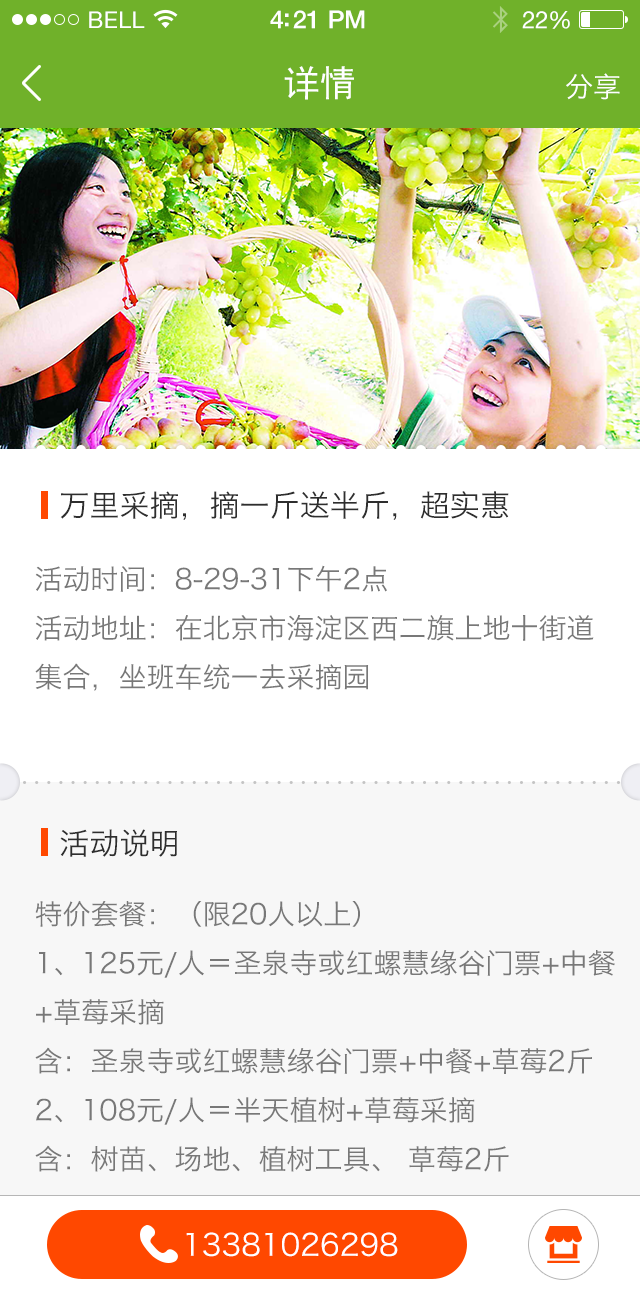 BELL 4:21 PM 22%
详情 分享
万里采摘，摘一斤送半斤，超实惠
活动时间：8-29-31下午2点
活动地址：在北京市海淀区西二旗上地十街道
集合，坐班车统一去采摘园
活动说明
特价套餐：（限20人以上）
1、125元/人＝圣泉寺或红螺慧缘谷门票+中餐
+草莓采摘
含：圣泉寺或红螺慧缘谷门票+中餐+草莓2斤
2、108元/人＝半天植树+草莓采摘
含：树苗、场地、植树工具、 草莓2斤
13381026298